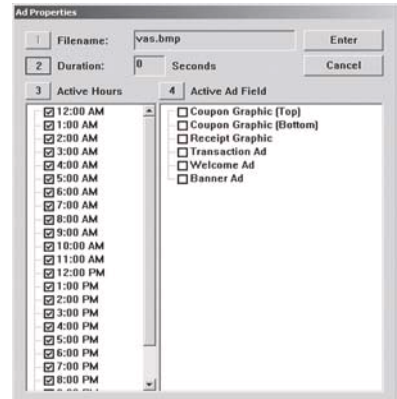 Ad Properties
1 Filename: vas.bmp Enter
2 Duration: 0 Seconds Cancel
3 Active Hours 4 Active Ad Field
12:00 AM
1:00 AM
2:00 AM
3:00 AM
4:00 AM
5:00 AM
6:00 AM
7:00 AM
8:00 AM
9:00 AM
10:00 AM
11:00 AM
12:00 PM
1:00 PM
2:00 PM
3:00 PM
4:00 PM
5:00 PM
6:00 PM
7:00 PM
8:00 PM
Coupon Graphic (Top)
Coupon Graphic (Bottom)
Receipt Graphic
Transaction Ad
Welcome Ad
Banner Ad